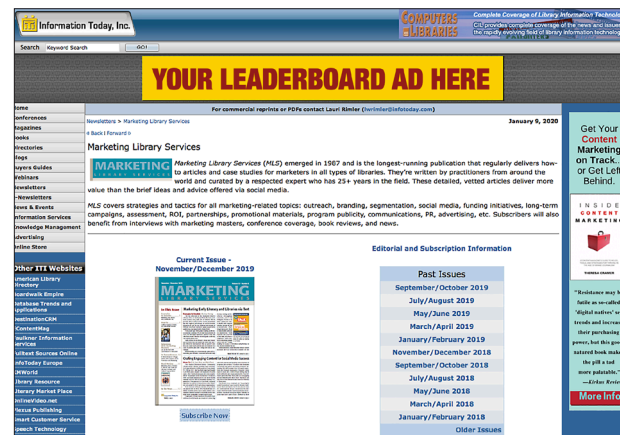 Information Today, Inc.
COMPUTERS IN LIBRARIES
Complete Coverage of Library Information Technolo
CIL provides complete coverage of the news and issues
the rapidly evolving field of library information technolog
Search Keyword Search GO!
YOUR LEADERBOARD AD HERE
For commercial reprints or PDFs contact Lauri Rimler (lwrimler@infotoday.com)
Home
Conferences
Magazines
Books
Directories
Blogs
Buyers Guides
Webinars
Newsletters
Newsletters
News & Events
Information Services
Knowledge Management
Advertising
Online Store
Other ITI Websites
American Library
Directory
Boardwalk Empire
Database Trends and
Applications
DestinationCRM
EContentMag
Faulkner Information
Services
Fulltext Sources Online
InfoToday Europe
KMWorld
Library Resource
Literary Market Place
OnlineVideo.net
Plexus Publishing
Smart Customer Service
Speech Technology
Newsletters > Marketing Library Services
January 9, 2020
Back | Forward
Marketing Library Services
MARKETING
Marketing Library Services (MLS) emerged in 1987 and is the longest-running publication that regularly delivers how-
to articles and case studies for marketers in all types of libraries. They're written by practitioners from around the
world and curated by a respected expert who has 25+ years in the field. These detailed, vetted articles deliver more
value than the brief ideas and advice offered via social media.
MLS covers strategies and tactics for all marketing-related topics: outreach, branding, segmentation, social media, funding initiatives, long-term
campaigns, assessment, ROI, partnerships, promotional materials, program publicity, communications, PR, advertising, etc. Subscribers will also
benefit from interviews with marketing masters, conference coverage, book reviews, and news.
Current Issue -
November/December 2019
MARKETING
Subscribe Now
Editorial and Subscription Information
Past Issues
September/October 2019
July/August 2019
May/June 2019
March/April 2019
January/February 2019
November/December 2018
September/October 2018
July/August 2018
May/June 2018
March/April 2018
January/February 2018
Older Issues
Get Your
Content
Marketing
on Track...
or Get Left
Behind.
INSIDE
CONTENT
MARKETING
THERESA CRAMER
"Resistance may b
futile as so-called
'digital natives' se
trends and increas
their purchasing
power, but this goo
natured book make
the pill a tad
more palatable."
—Kirkus Review
More Info